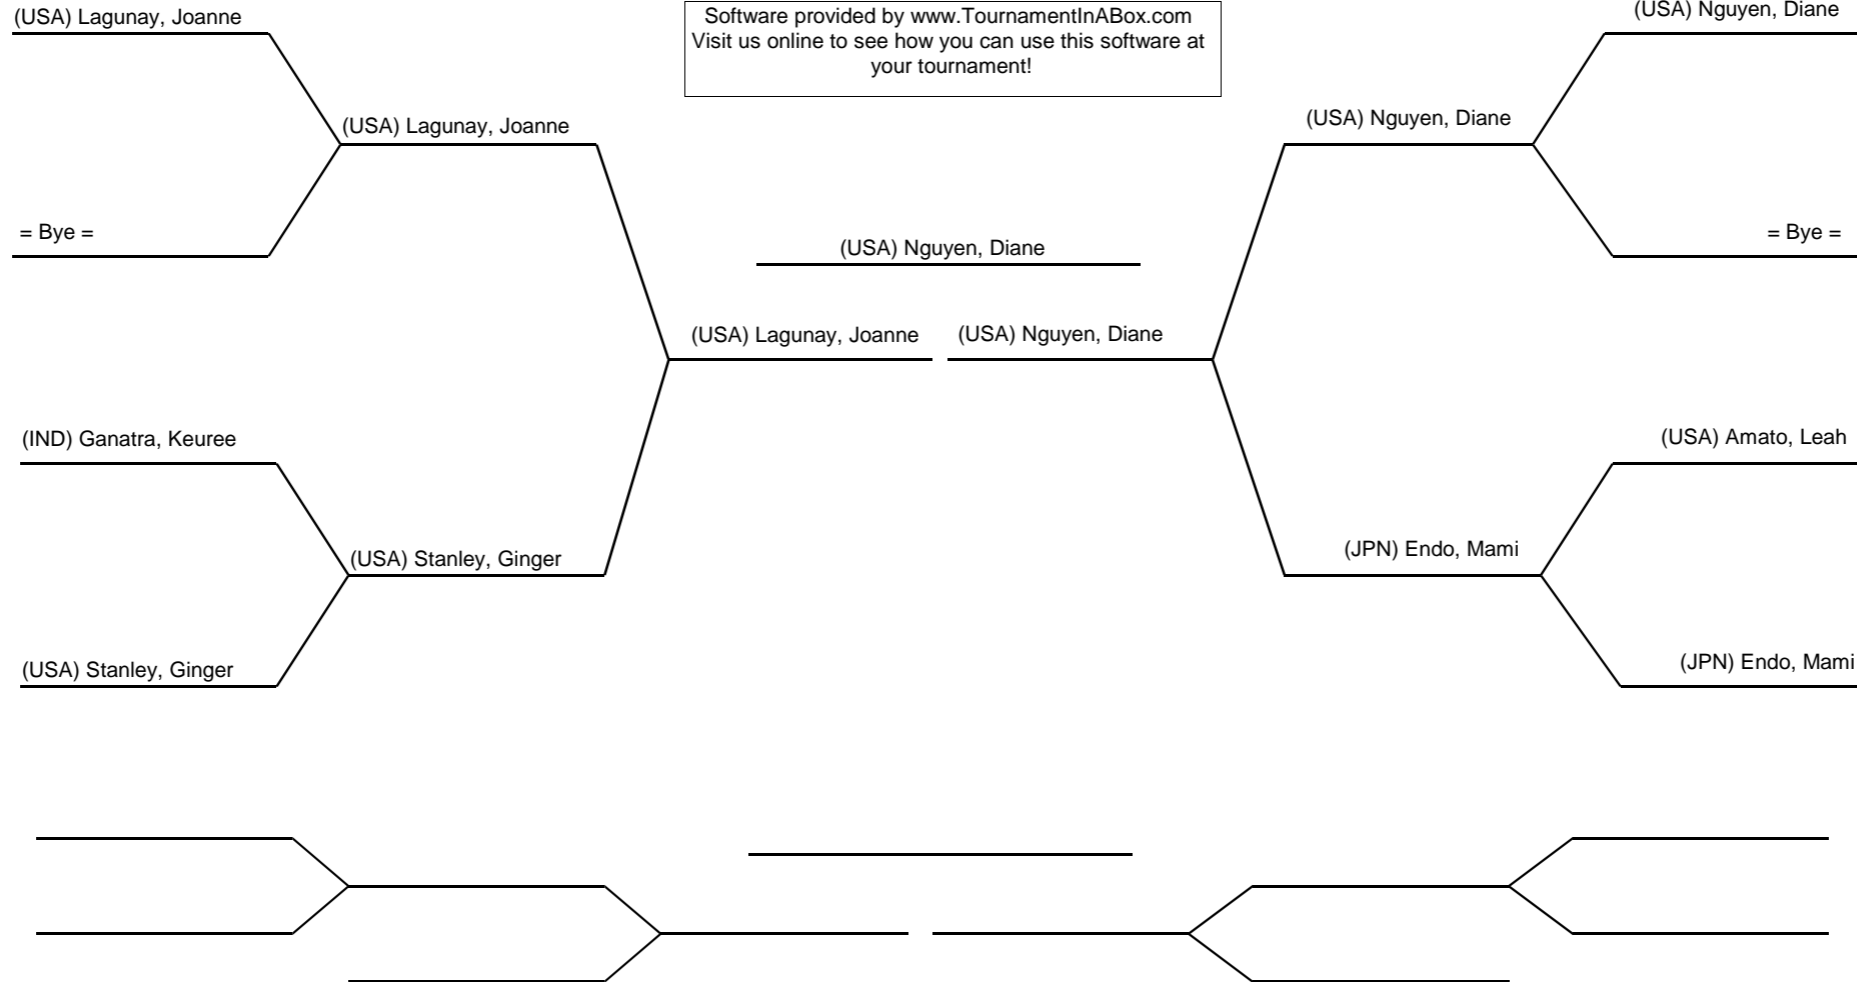 (USA) Lagunay, Joanne
Software provided by www.TournamentInABox.com
Visit us online to see how you can use this software at
your tournament!
(USA) Nguyen, Diane
(USA) Lagunay, Joanne
(USA) Nguyen, Diane
= Bye =
(USA) Nguyen, Diane
= Bye =
(USA) Lagunay, Joanne
(USA) Nguyen, Diane
(IND) Ganatra, Keuree
(USA) Amato, Leah
(USA) Stanley, Ginger
(JPN) Endo, Mami
(USA) Stanley, Ginger
(JPN) Endo, Mami